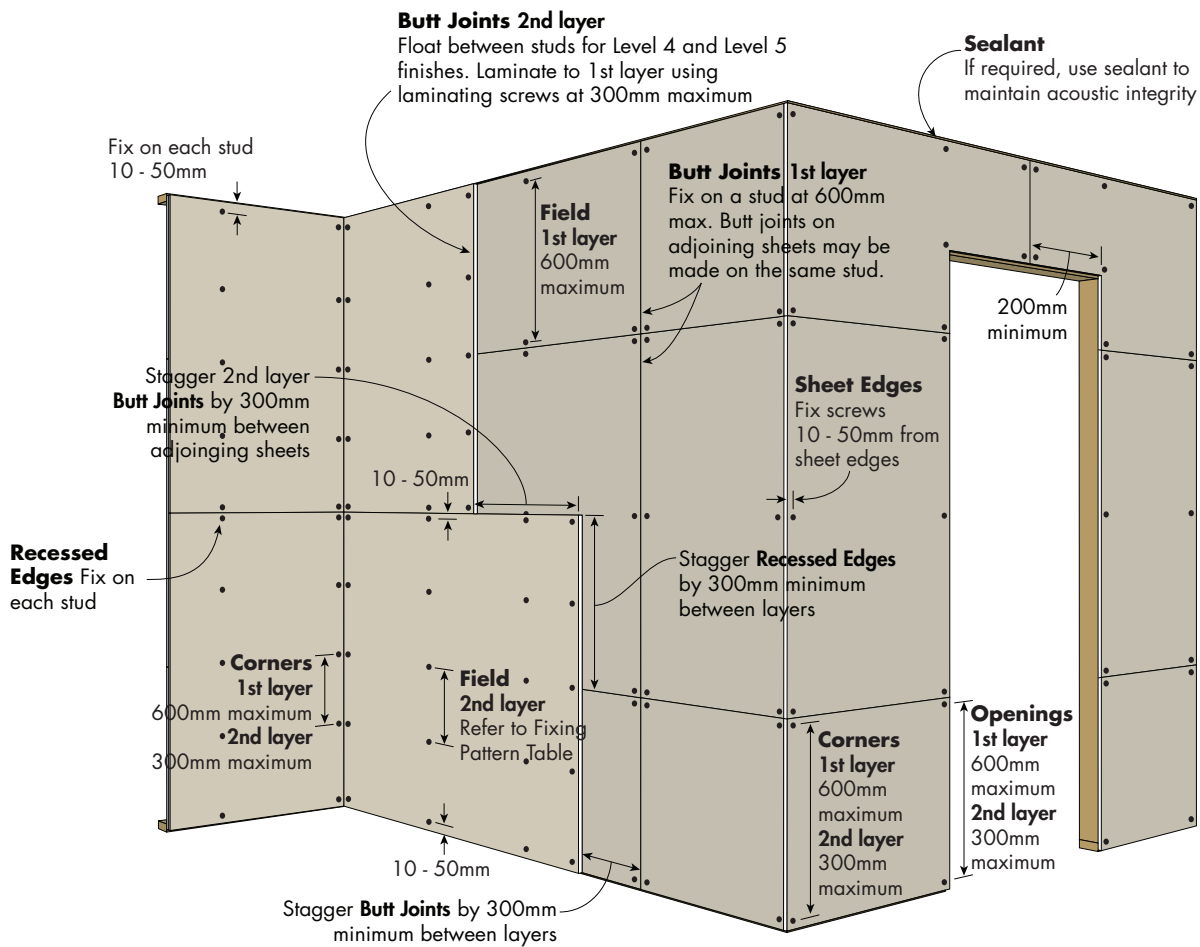 Butt Joints 2nd layer
Float between studs for Level 4 and Level 5
finishes. Laminate to 1st layer using
laminating screws at 300mm maximum
Sealant
If required, use sealant to
maintain acoustic integrity
Fix on each stud
10 - 50mm
Field
1st layer
600mm
maximum
Butt Joints 1st layer
Fix on a stud at 600mm
max. Butt joints on
adjoining sheets may be
made on the same stud.
200mm
minimum
Stagger 2nd layer
Butt Joints by 300mm
minimum between
adjoinging sheets
Sheet Edges
Fix screws
10 - 50mm from
sheet edges
10 - 50mm
Recessed
Edges Fix on
each stud
Stagger Recessed Edges
by 300mm minimum
between layers
Corners
1st layer
600mm maximum
2nd layer
300mm maximum
Field
2nd layer
Refer to Fixing
Pattern Table
Corners
1st layer
600mm
maximum
2nd layer
300mm
maximum
Openings
1st layer
600mm
maximum
2nd layer
300mm
maximum
10 - 50mm
Stagger Butt Joints by 300mm
minimum between layers